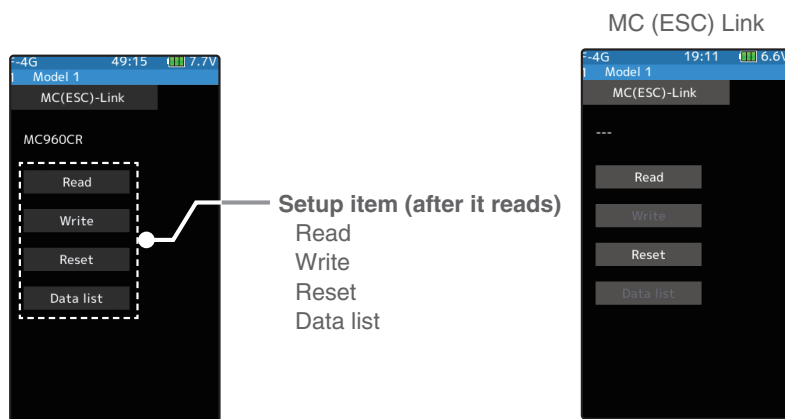 MC (ESC) Link
-4G 49:15 7.7V
1 Model 1
MC(ESC)-Link
MC960CR
Read
Write
Reset
Data list
Setup item (after it reads)
Read
Write
Reset
Data list
-4G 19:11 6.6V
1 Model 1
MC(ESC)-Link
---
Read
Write
Reset
Data list